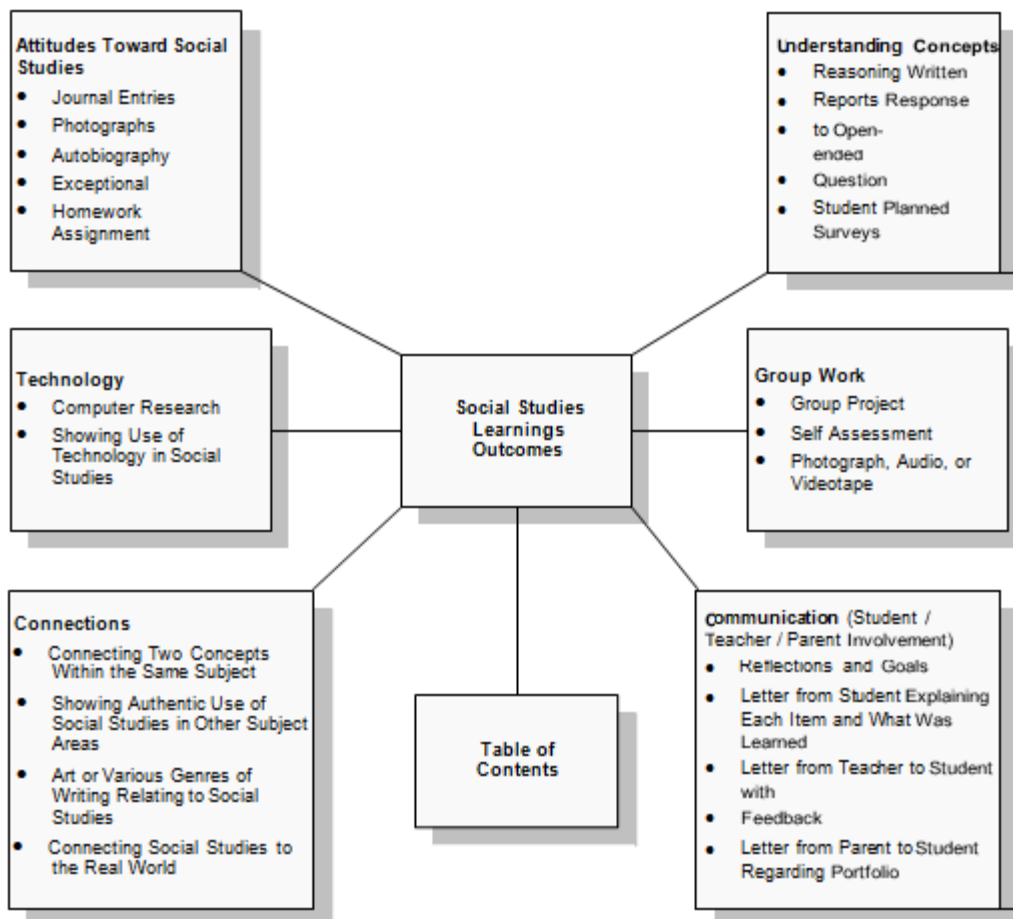 Attitudes Toward Social
Studies
• Journal Entries
• Photographs
• Autobiography
• Exceptional
• Homework
Assignment
Understanding Concepts
• Reasoning Written
• Reports Response
• to Open-
ended
• Question
• Student Planned
Surveys
Technology
• Computer Research
• Showing Use of
Technology in Social
Studies
Social Studies
Learnings
Outcomes
Group Work
• Group Project
• Self Assessment
• Photograph, Audio, or
Videotape
Connections
• Connecting Two Concepts
Within the Same Subject
• Showing Authentic Use of
Social Studies in Other Subject
Areas
• Art or Various Genres of
Writing Relating to Social
Studies
• Connecting Social Studies to
the Real World
Table of
Contents
Communication (Student /
Teacher / Parent Involvement)
• Reflections and Goals
• Letter from Student Explaining
Each Item and What Was
Learned
• Letter from Teacher to Student
with
• Feedback
• Letter from Parent to Student
Regarding Portfolio